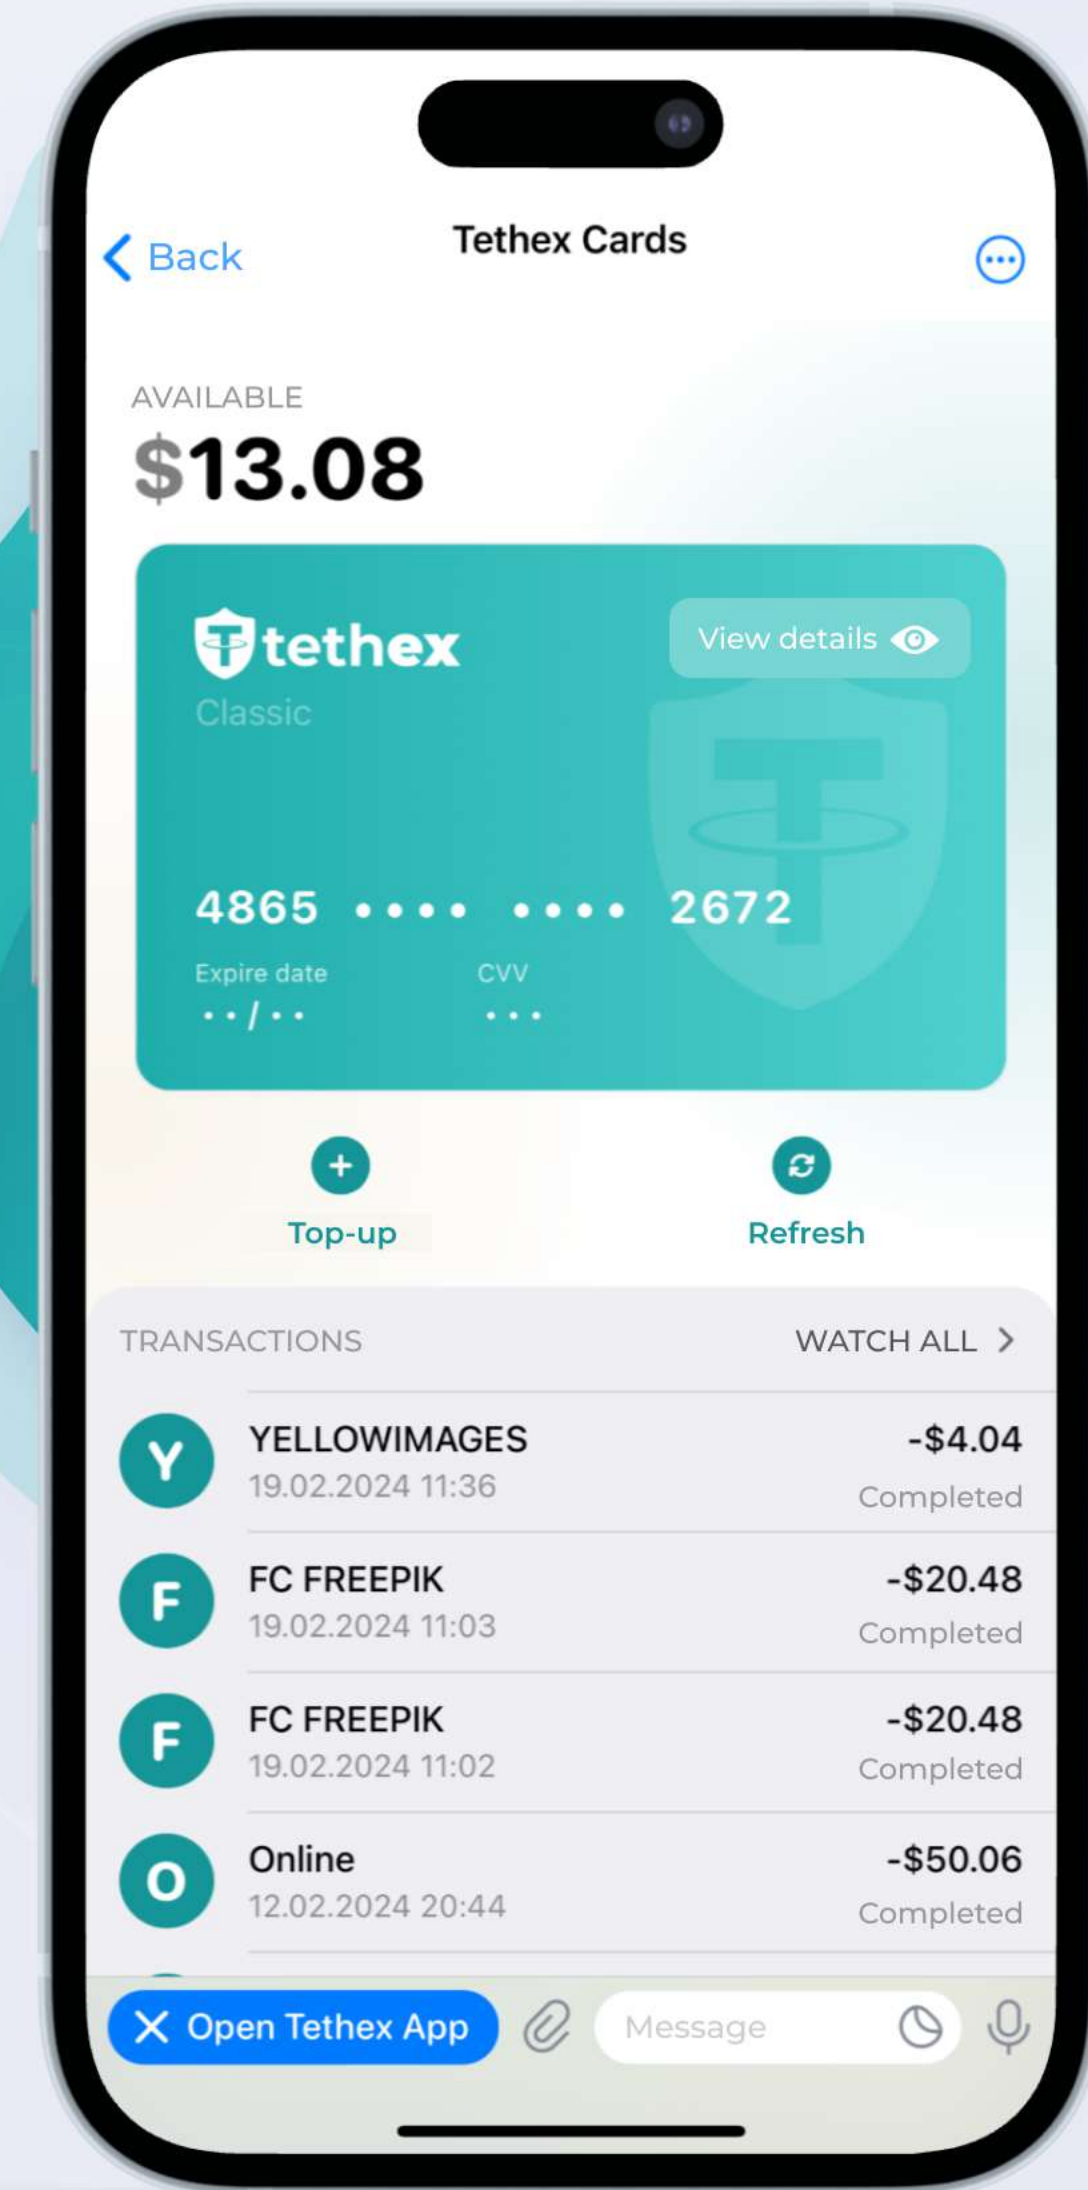 Back
Tethex Cards
AVAILABLE
$13.08
tethex
View details
Classic
4865 •••• •••• 2672
Expire date CVV
••/•• •••
Top-up
Refresh
TRANSACTIONS
WATCH ALL >
Y
YELLOWIMAGES -$4.04
19.02.2024 11:36 Completed
F
FC FREEPIK -$20.48
19.02.2024 11:03 Completed
F
FC FREEPIK -$20.48
19.02.2024 11:02 Completed
O
Online -$50.06
12.02.2024 20:44 Completed
Open Tethex App
Message